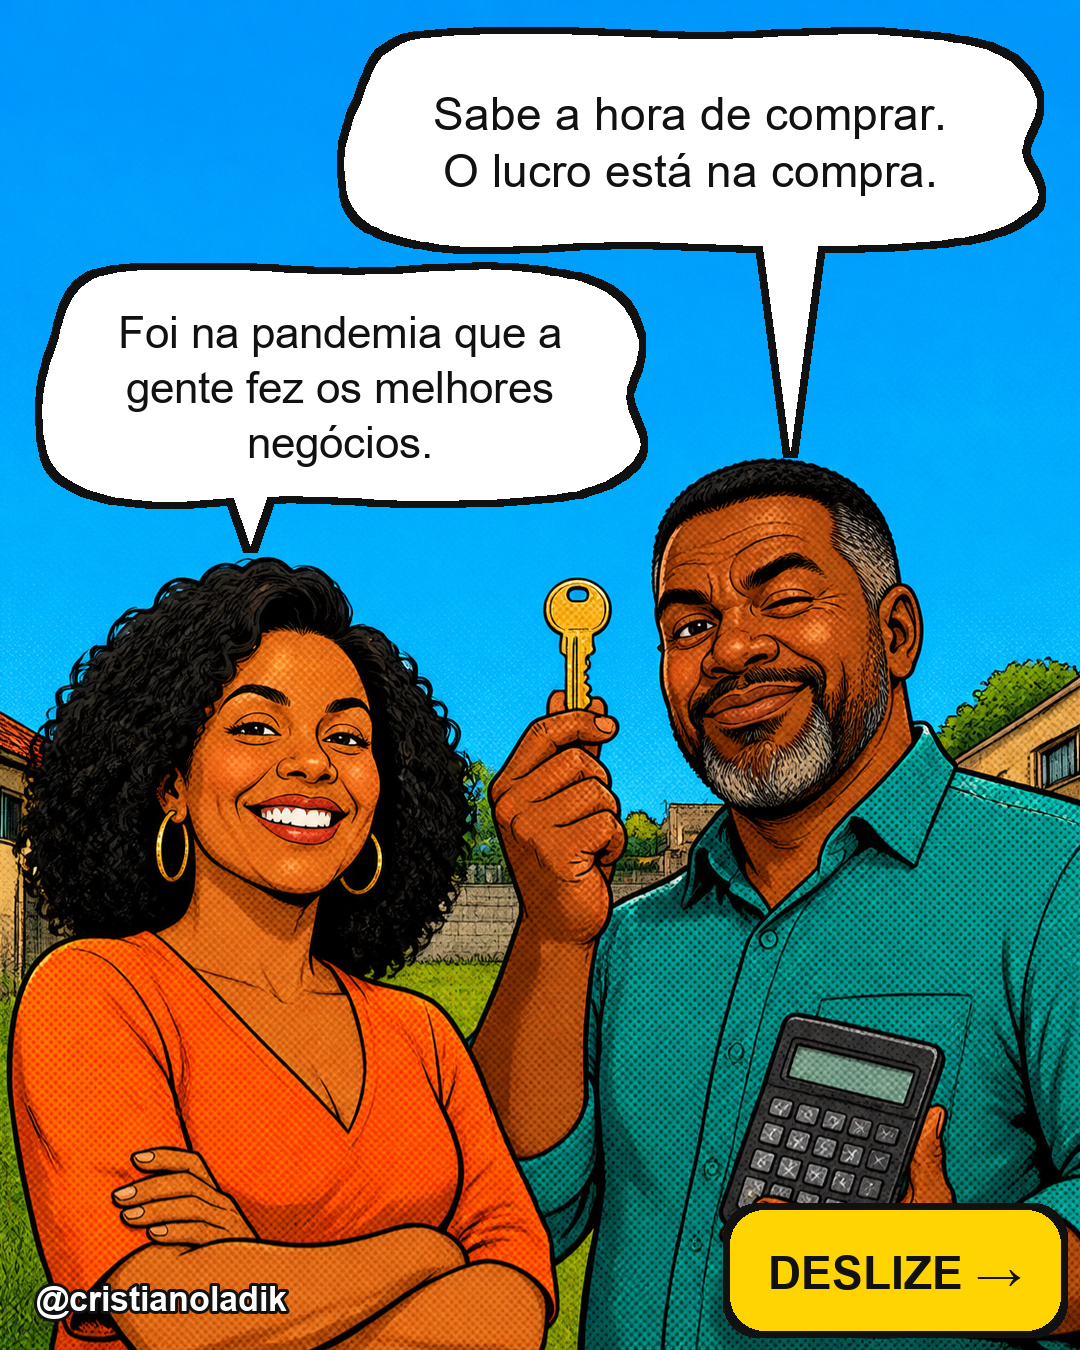 Sabe a hora de comprar.
O lucro está na compra.
Foi na pandemia que a
gente fez os melhores
negócios.
@cristianoladik
DESLIZE →